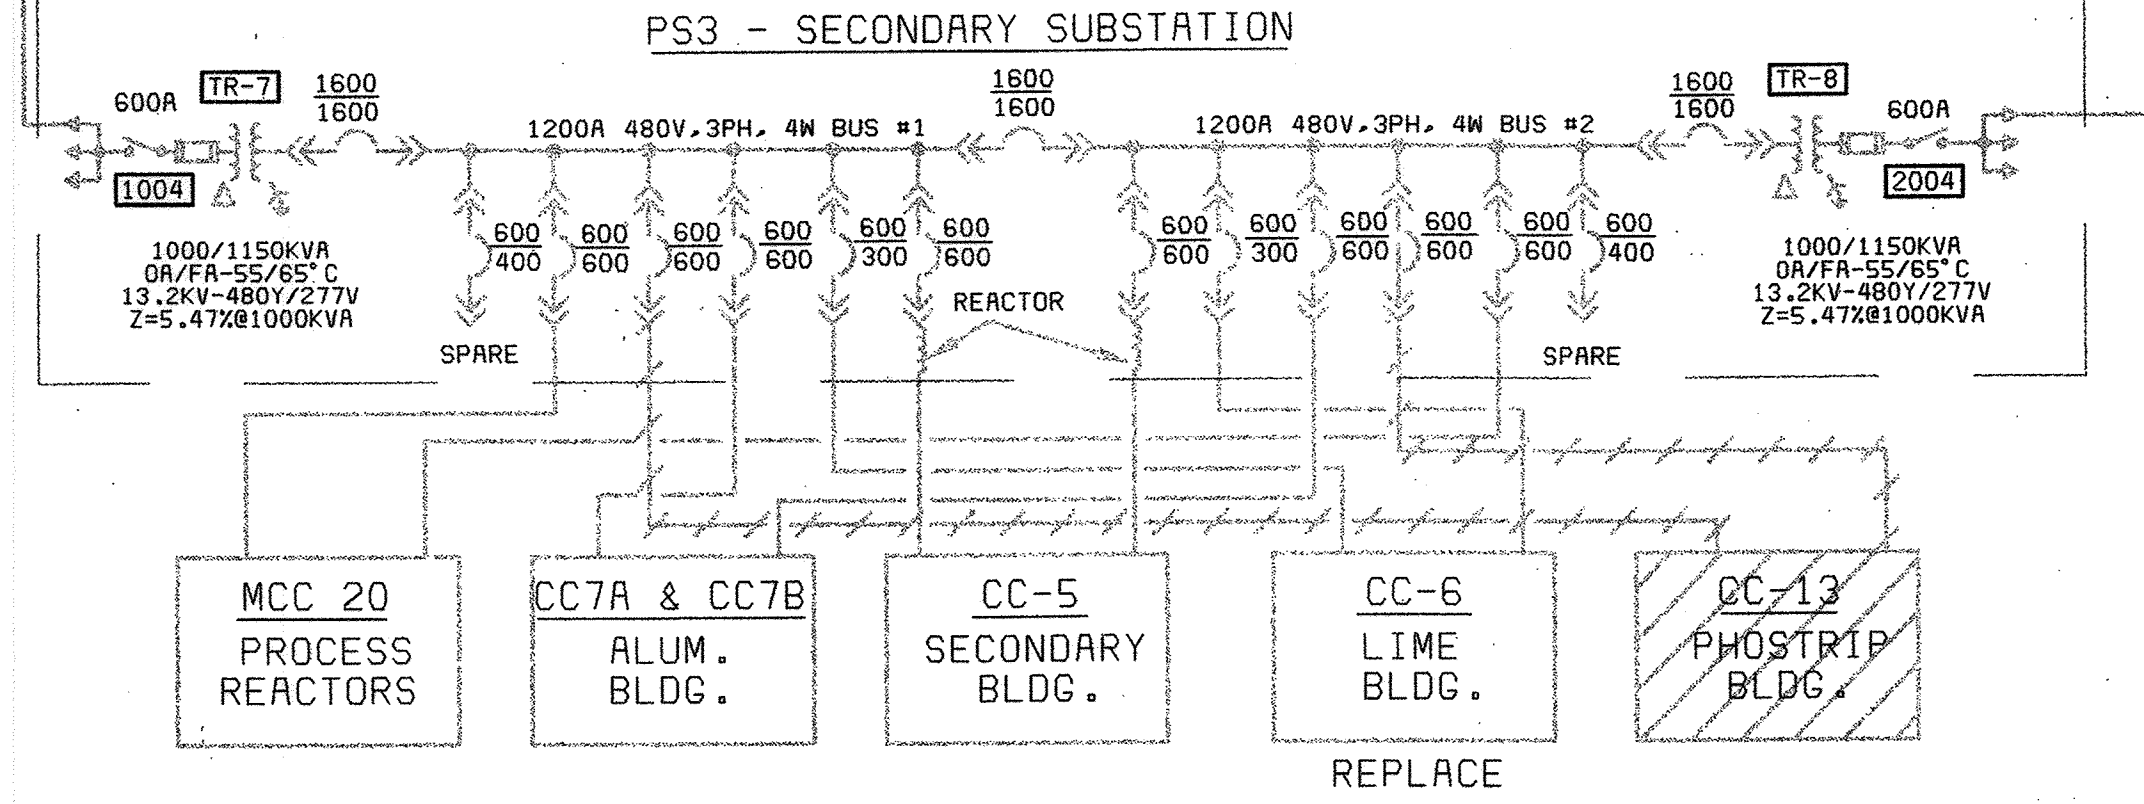 PS3 - SECONDARY SUBSTATION
600A
TR-7
1600
1600
1200A 480V,3PH, 4W BUS #1
1600
1600
1200A 480V,3PH, 4W BUS #2
1600
1600
TR-8
600A
1004
2004
1000/1150KVA
OA/FA-55/65°C
13.2KV-480Y/277V
Z=5.47%@1000KVA
600
400
600
600
600
600
600
600
600
300
600
600
600
600
600
300
600
600
600
600
600
600
600
400
1000/1150KVA
OA/FA-55/65°C
13.2KV-480Y/277V
Z=5.47%@1000KVA
REACTOR
SPARE
SPARE
MCC 20
PROCESS
REACTORS
CC7A & CC7B
ALUM.
BLDG.
CC-5
SECONDARY
BLDG.
CC-6
LIME
BLDG.
CC-13
PHOSTRIP
BLDG.
REPLACE